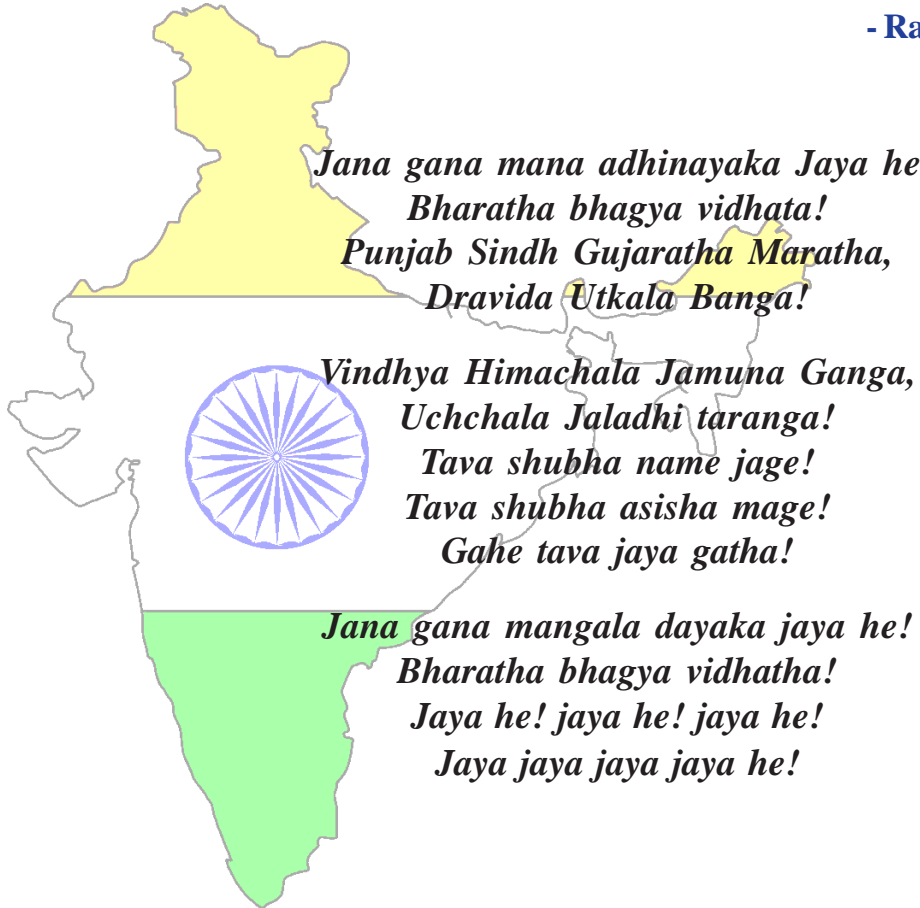 - Ra
Jana gana mana adhinayaka Jaya he
Bharatha bhagya vidhata!
Punjab Sindh Gujaratha Maratha,
Dravida Utkala Banga!
Vindhya Himachala Jamuna Ganga,
Uchchala Jaladhi taranga!
Tava shubha name jage!
Tava shubha asisha mage!
Gahe tava jaya gatha!
Jana gana mangala dayaka jaya he!
Bharatha bhagya vidhatha!
Jaya he! jaya he! jaya he!
Jaya jaya jaya jaya he!